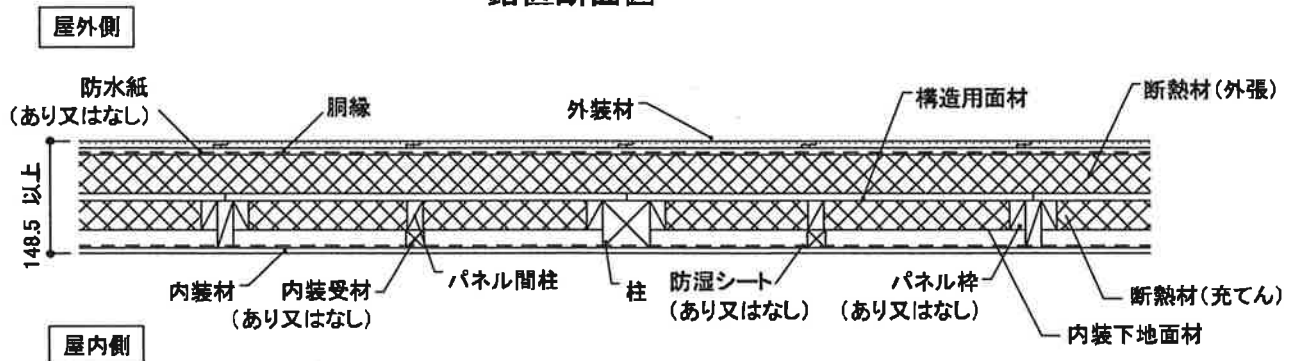 屋外側
防水紙
(あり又はなし)
胴縁
外装材
構造用面材
断熱材(外張)
148.5 以上
内装材
内装受材
(あり又はなし)
パネル間柱
柱
防湿シート
(あり又はなし)
パネル枠
(あり又はなし)
断熱材(充てん)
内装下地面材
屋内側